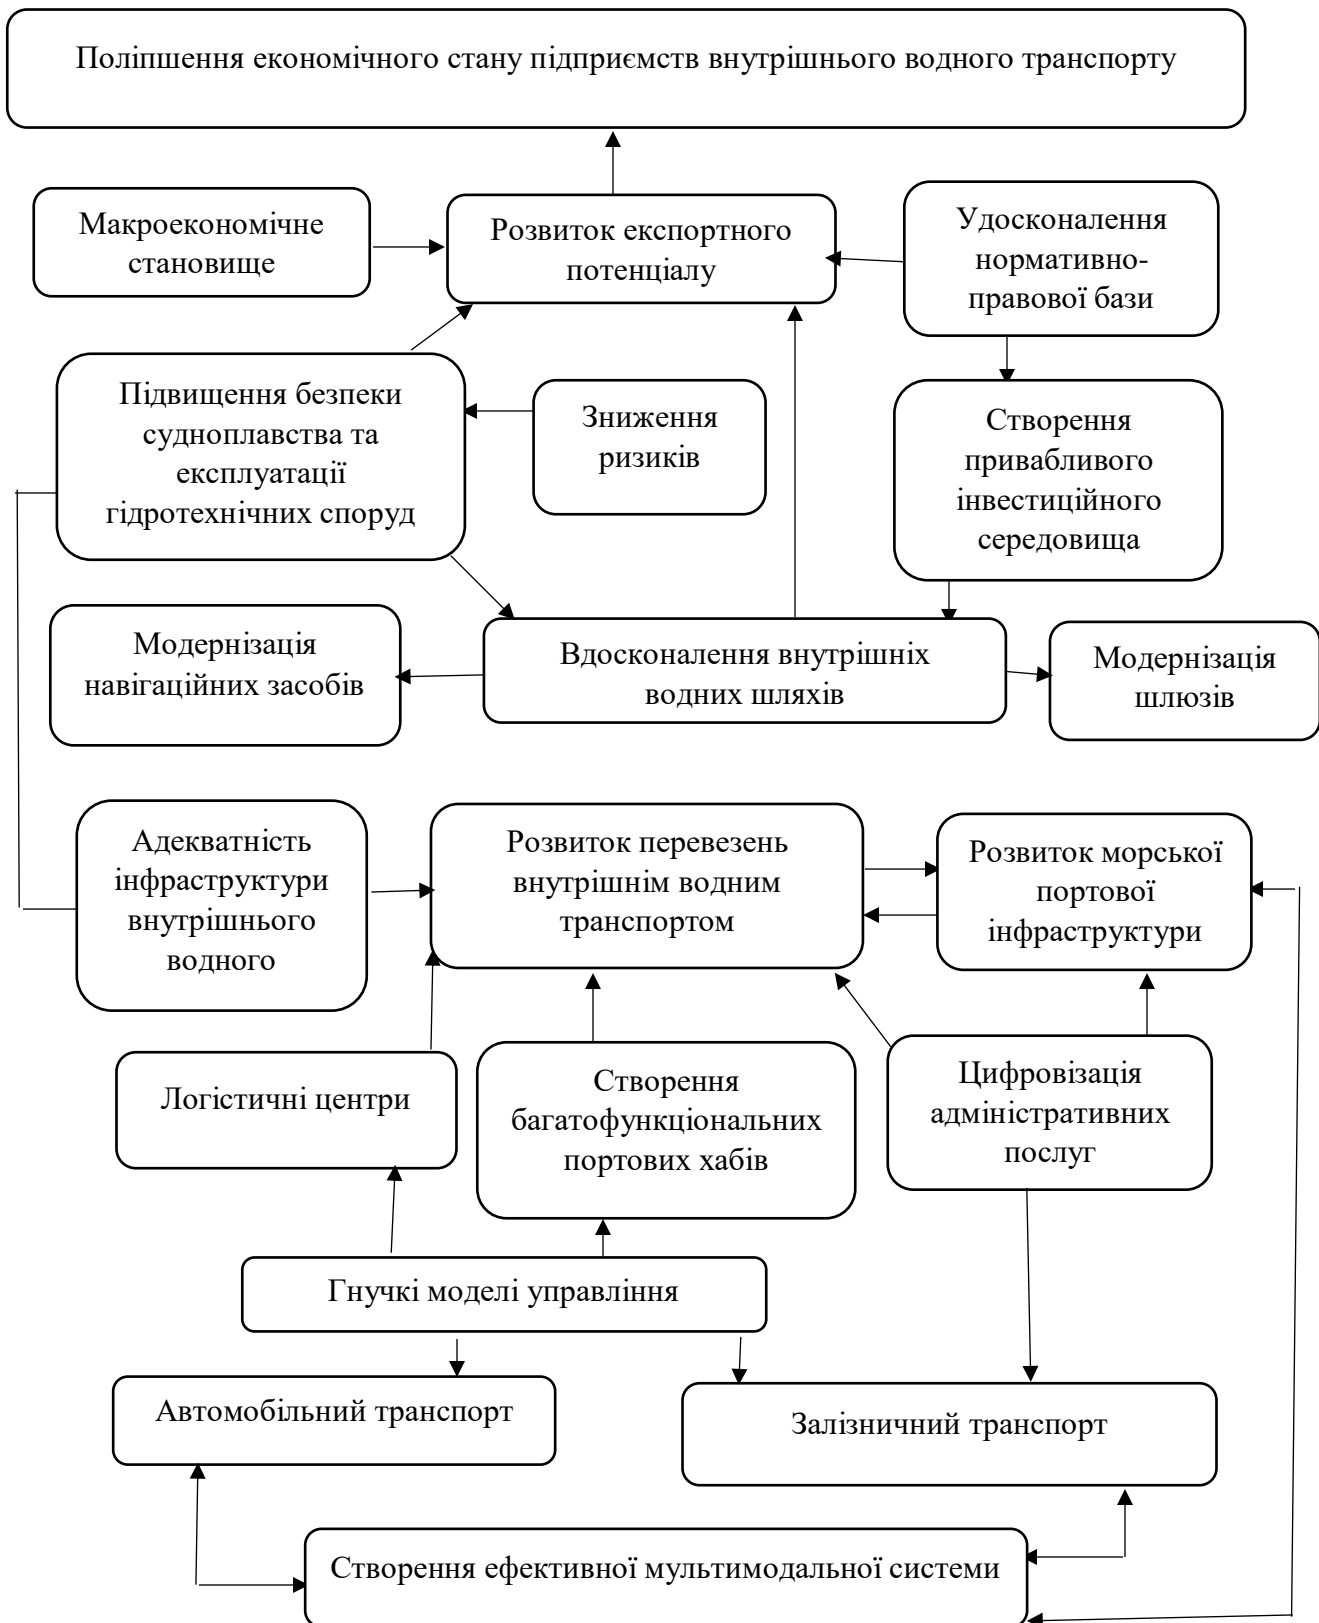 Поліпшення економічного стану підприємств внутрішнього водного транспорту
Макроекономічне
становище
Розвиток експортного
потенціалу
Удосконалення
нормативно-
правової бази
Підвищення безпеки
судноплавства та
експлуатації
гідротехнічних споруд
Зниження
ризиків
Створення
привабливого
інвестиційного
середовища
Модернізація
навігаційних засобів
Вдосконалення внутрішніх
водних шляхів
Модернізація
шлюзів
Адекватність
інфраструктури
внутрішнього
водного
Розвиток перевезень
внутрішнім водним
транспортом
Розвиток морської
портової
інфраструктури
Логістичні центри
Створення
багатофункціональних
портових хабів
Цифровізація
адміністративних
послуг
Гнучкі моделі управління
Автомобільний транспорт
Залізничний транспорт
Створення ефективної мультимодальної системи